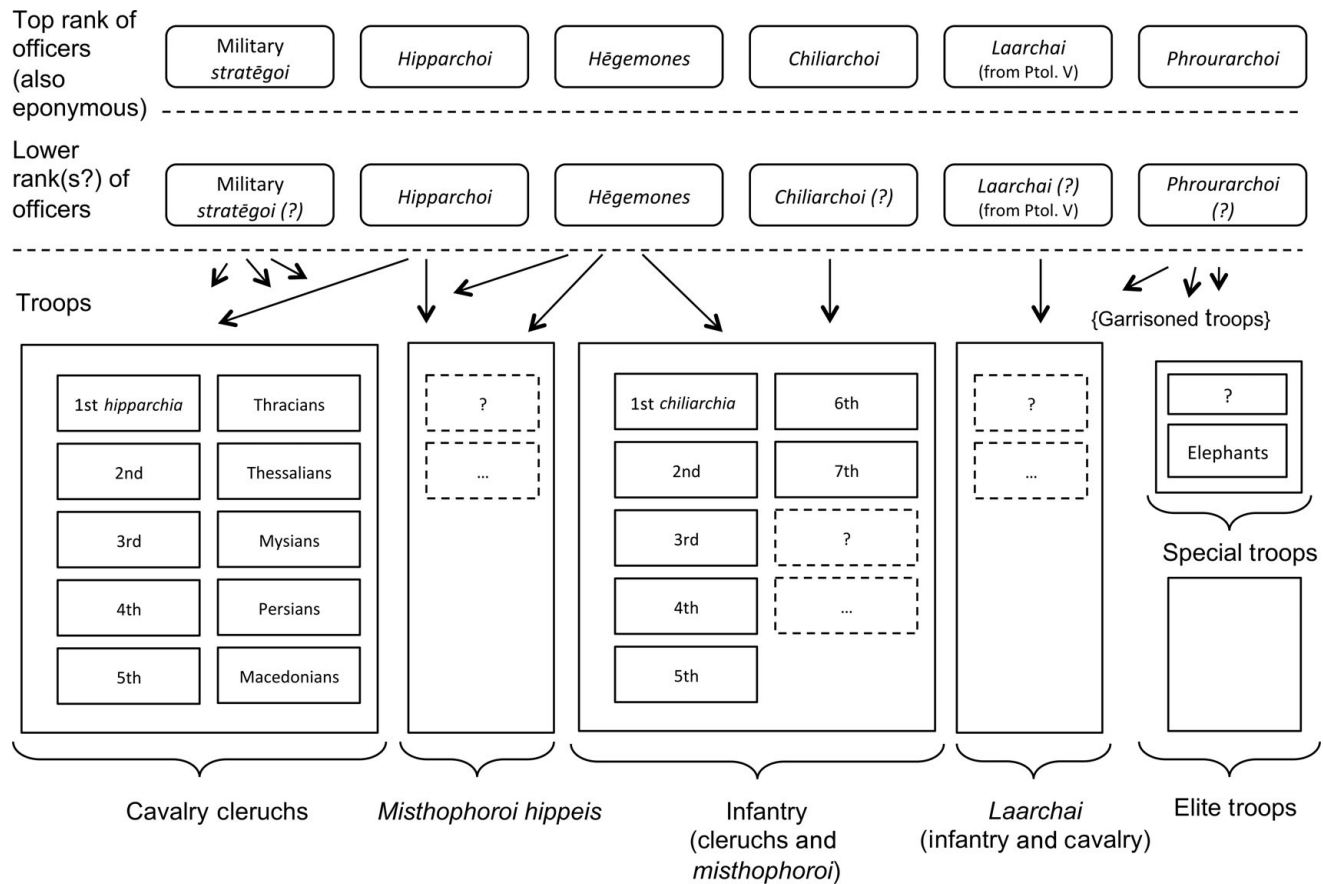 Top rank of
officers
(also
eponymous)
Military
stratēgoi
Hipparchoi
Hēgemones
Chiliarchoi
Laarchai
(from Ptol. V)
Phrourarchoi
Lower
rank(s?) of
officers
Military
stratēgoi (?)
Hipparchoi
Hēgemones
Chiliarchoi (?)
Laarchai (?)
(from Ptol. V)
Phrourarchoi
(?)
Troops
{Garrisoned troops}
1st hipparchia
Thracians
2nd
Thessalians
3rd
Mysians
4th
Persians
5th
Macedonians
?
...
1st chiliarchia
6th
2nd
7th
3rd
?
4th
...
5th
?
...
?
Elephants
Special troops
Cavalry cleruchs
Misthophoroi hippeis
Infantry
(cleruchs and
misthophoroi)
Laarchai
(infantry and cavalry)
Elite troops